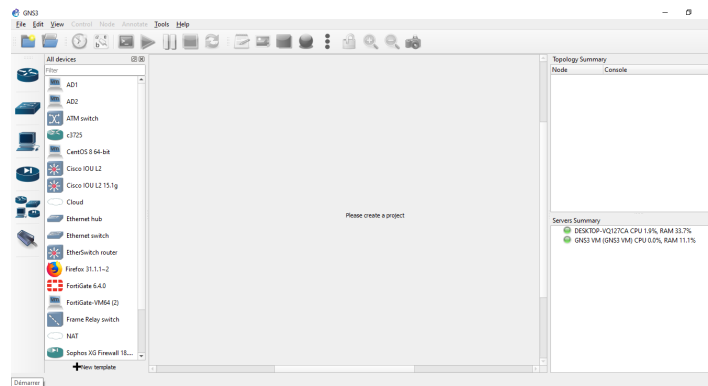 GNS3
File Edit View Control Node Annotate Tools Help
All devices
Filter
AD1
AD2
ATM switch
c3725
CentOS 8 64-bit
Cisco IOU L2
Cisco IOU L2 15.1g
Cloud
Ethernet hub
Ethernet switch
EtherSwitch router
Firefox 31.1.1~2
FortiGate 6.4.0
FortiGate-VM64 (2)
Frame Relay switch
NAT
Sophos XG Firewall 18....
New template
Please create a project
Topology Summary
Node Console
Servers Summary
DESKTOP-VQ127CA CPU 1.9%, RAM 33.7%
GNS3 VM (GNS3 VM) CPU 0.0%, RAM 11.1%
Démarrer